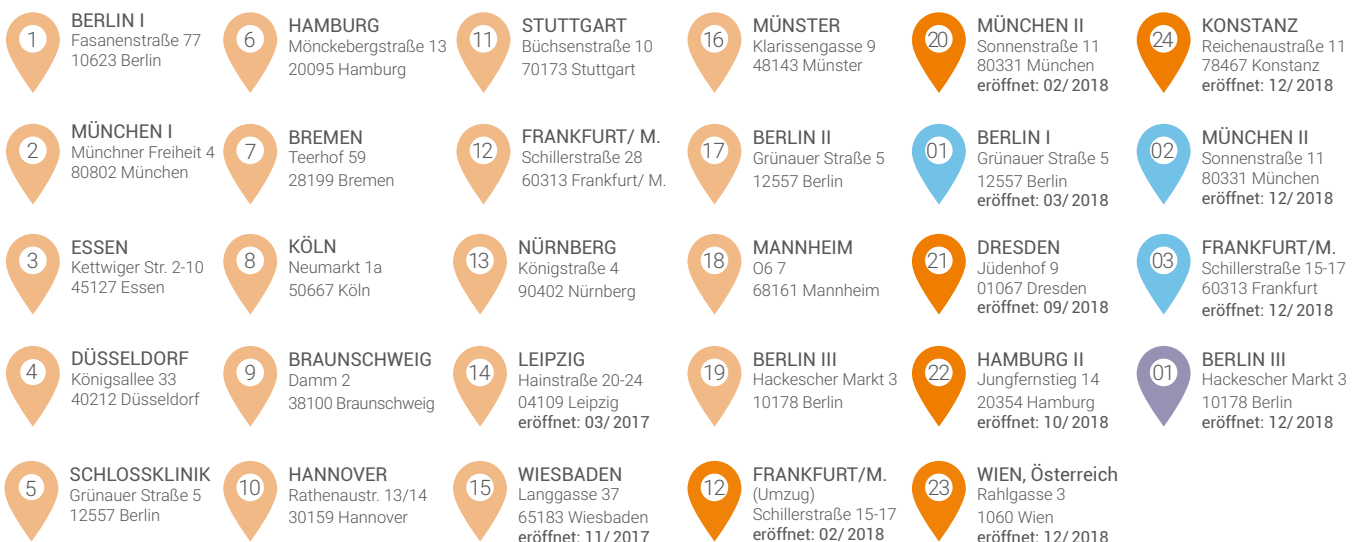 1
BERLIN I
Fasanenstraße 77
10623 Berlin
2
MÜNCHEN I
Münchner Freiheit 4
80802 München
3
ESSEN
Kettwiger Str. 2-10
45127 Essen
4
DÜSSELDORF
Königsallee 33
40212 Düsseldorf
5
SCHLOSSKLINIK
Grünauer Straße 5
12557 Berlin
6
HAMBURG
Mönckebergstraße 13
20095 Hamburg
7
BREMEN
Teerhof 59
28199 Bremen
8
KÖLN
Neumarkt 1a
50667 Köln
9
BRAUNSCHWEIG
Damm 2
38100 Braunschweig
10
HANNOVER
Rathenaustr. 13/14
30159 Hannover
11
STUTTGART
Büchsenstraße 10
70173 Stuttgart
12
FRANKFURT/ M.
Schillerstraße 28
60313 Frankfurt/ M.
13
NÜRNBERG
Königstraße 4
90402 Nürnberg
14
LEIPZIG
Hainstraße 20-24
04109 Leipzig
eröffnet: 03/ 2017
15
WIESBADEN
Langgasse 37
65183 Wiesbaden
eröffnet: 11/ 2017
16
MÜNSTER
Klarissengasse 9
48143 Münster
17
BERLIN II
Grünauer Straße 5
12557 Berlin
18
MANNHEIM
O6 7
68161 Mannheim
19
BERLIN III
Hackescher Markt 3
10178 Berlin
12
FRANKFURT/M.
(Umzug)
Schillerstraße 15-17
eröffnet: 02/ 2018
20
MÜNCHEN II
Sonnenstraße 11
80331 München
eröffnet: 02/ 2018
01
BERLIN I
Grünauer Straße 5
12557 Berlin
eröffnet: 03/ 2018
21
DRESDEN
Jüdenhof 9
01067 Dresden
eröffnet: 09/ 2018
22
HAMBURG II
Jungfernstieg 14
20354 Hamburg
eröffnet: 10/ 2018
23
WIEN, Österreich
Rahlgasse 3
1060 Wien
eröffnet: 12/ 2018
24
KONSTANZ
Reichenaustraße 11
78467 Konstanz
eröffnet: 12/ 2018
02
MÜNCHEN II
Sonnenstraße 11
80331 München
eröffnet: 12/ 2018
03
FRANKFURT/M.
Schillerstraße 15-17
60313 Frankfurt
eröffnet: 12/ 2018
01
BERLIN III
Hackescher Markt 3
10178 Berlin
eröffnet: 12/ 2018